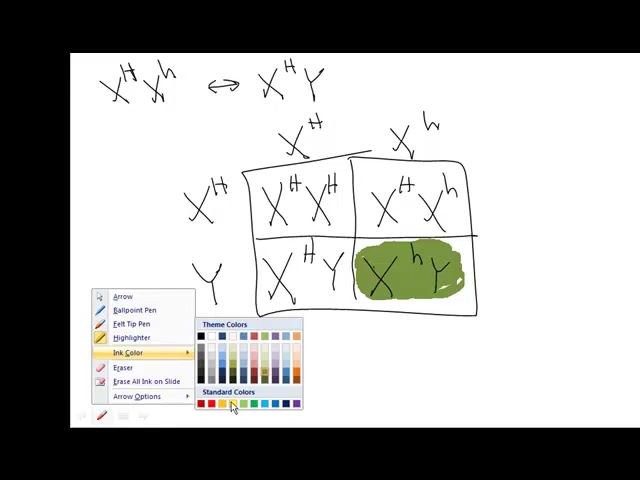 X^H X^h ↔ X^H Y
X^H X^h
X^H X^H X^H X^h X^h
Y X^H Y X^h Y
Arrow
Ballpoint Pen
Felt Tip Pen
Highlighter
Ink Color
Eraser
Erase All Ink on Slide
Arrow Options
Theme Colors
Standard Colors